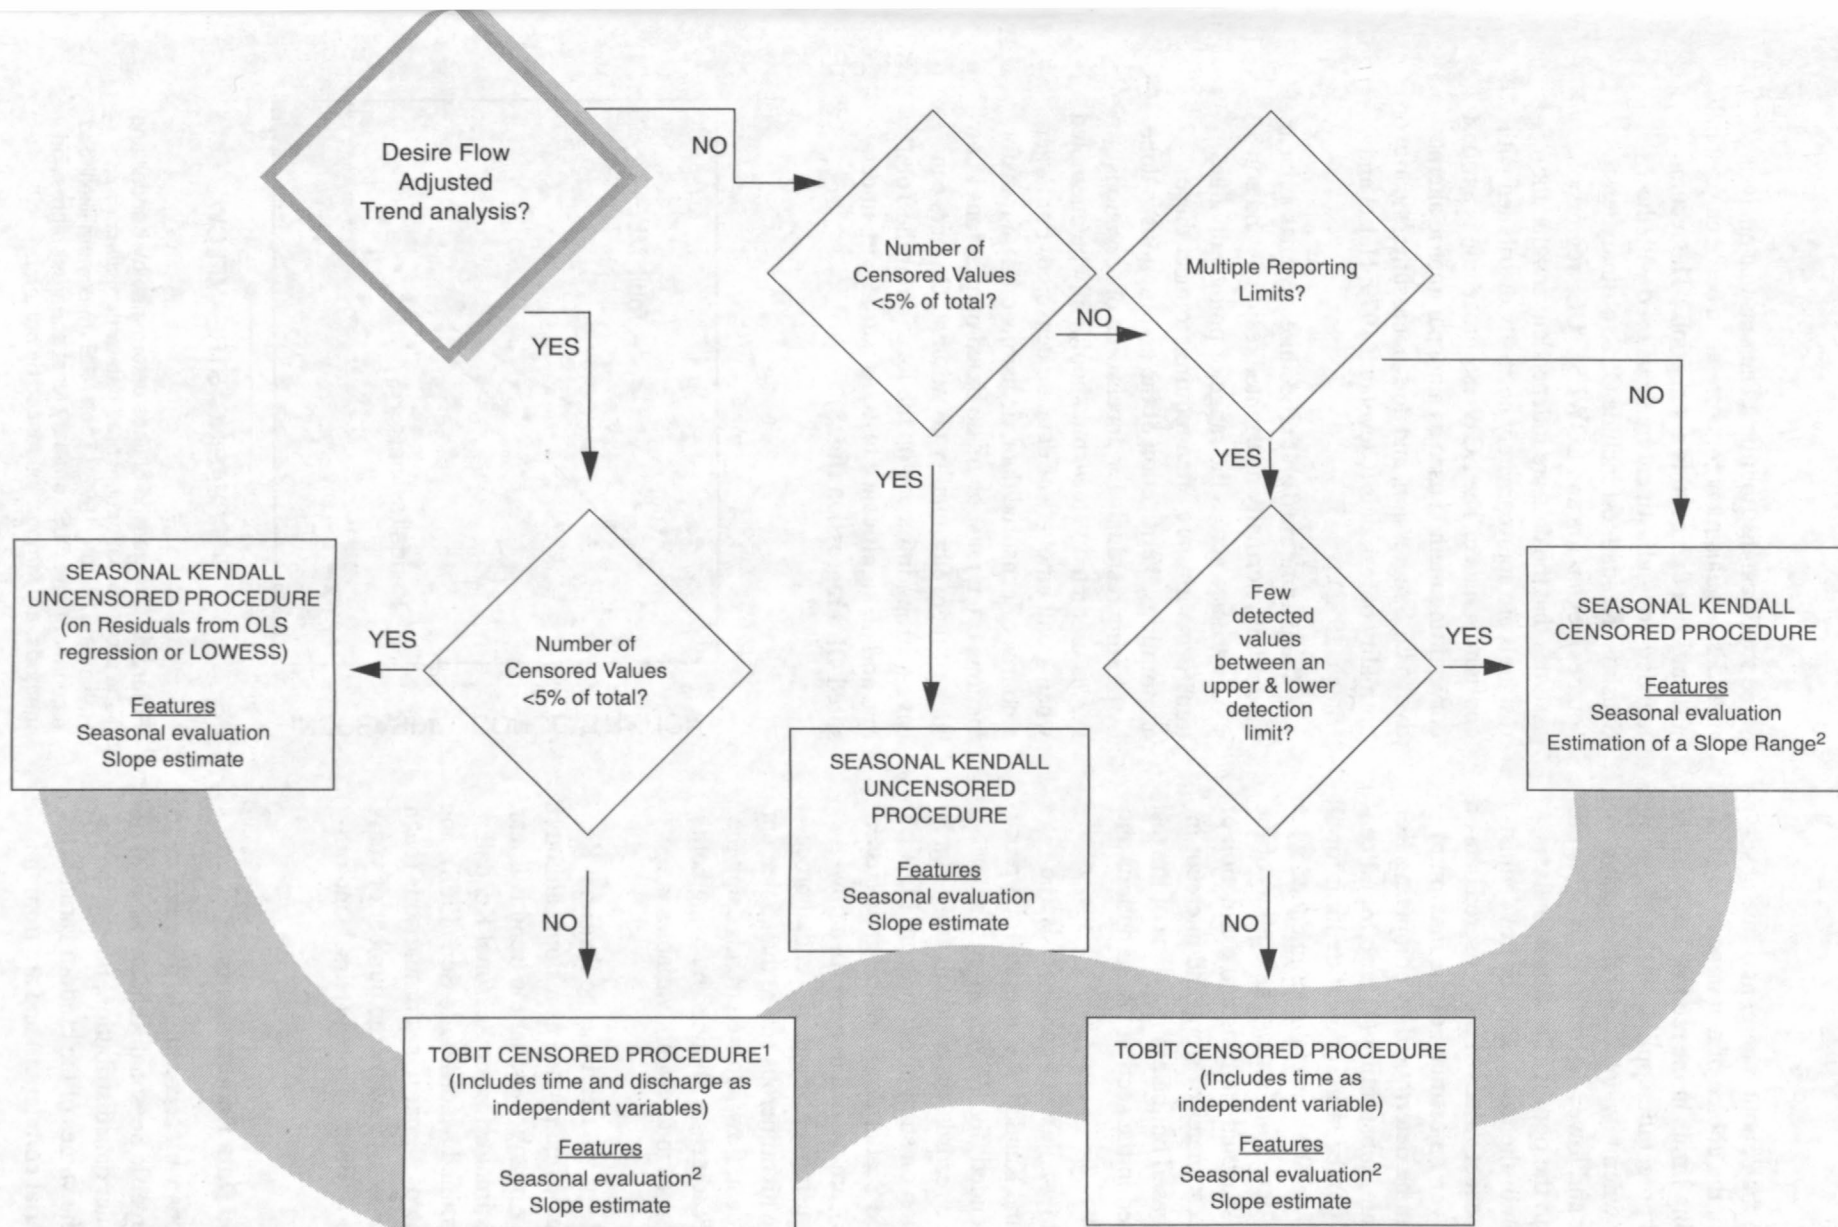 Desire Flow
Adjusted
Trend analysis?
NO
YES
Number of
Censored Values
<5% of total?
NO
YES
Multiple Reporting
Limits?
NO
YES
Few
detected
values
between an
upper & lower
detection
limit?
YES
NO
SEASONAL KENDALL
CENSORED PROCEDURE
Features
Seasonal evaluation
Estimation of a Slope Range²
SEASONAL KENDALL
UNCENSORED PROCEDURE
(on Residuals from OLS
regression or LOWESS)
Features
Seasonal evaluation
Slope estimate
YES
Number of
Censored Values
<5% of total?
NO
SEASONAL KENDALL
UNCENSORED
PROCEDURE
Features
Seasonal evaluation
Slope estimate
TOBIT CENSORED PROCEDURE¹
(Includes time and discharge as
independent variables)
Features
Seasonal evaluation²
Slope estimate
TOBIT CENSORED PROCEDURE
(Includes time as
independent variable)
Features
Seasonal evaluation²
Slope estimate